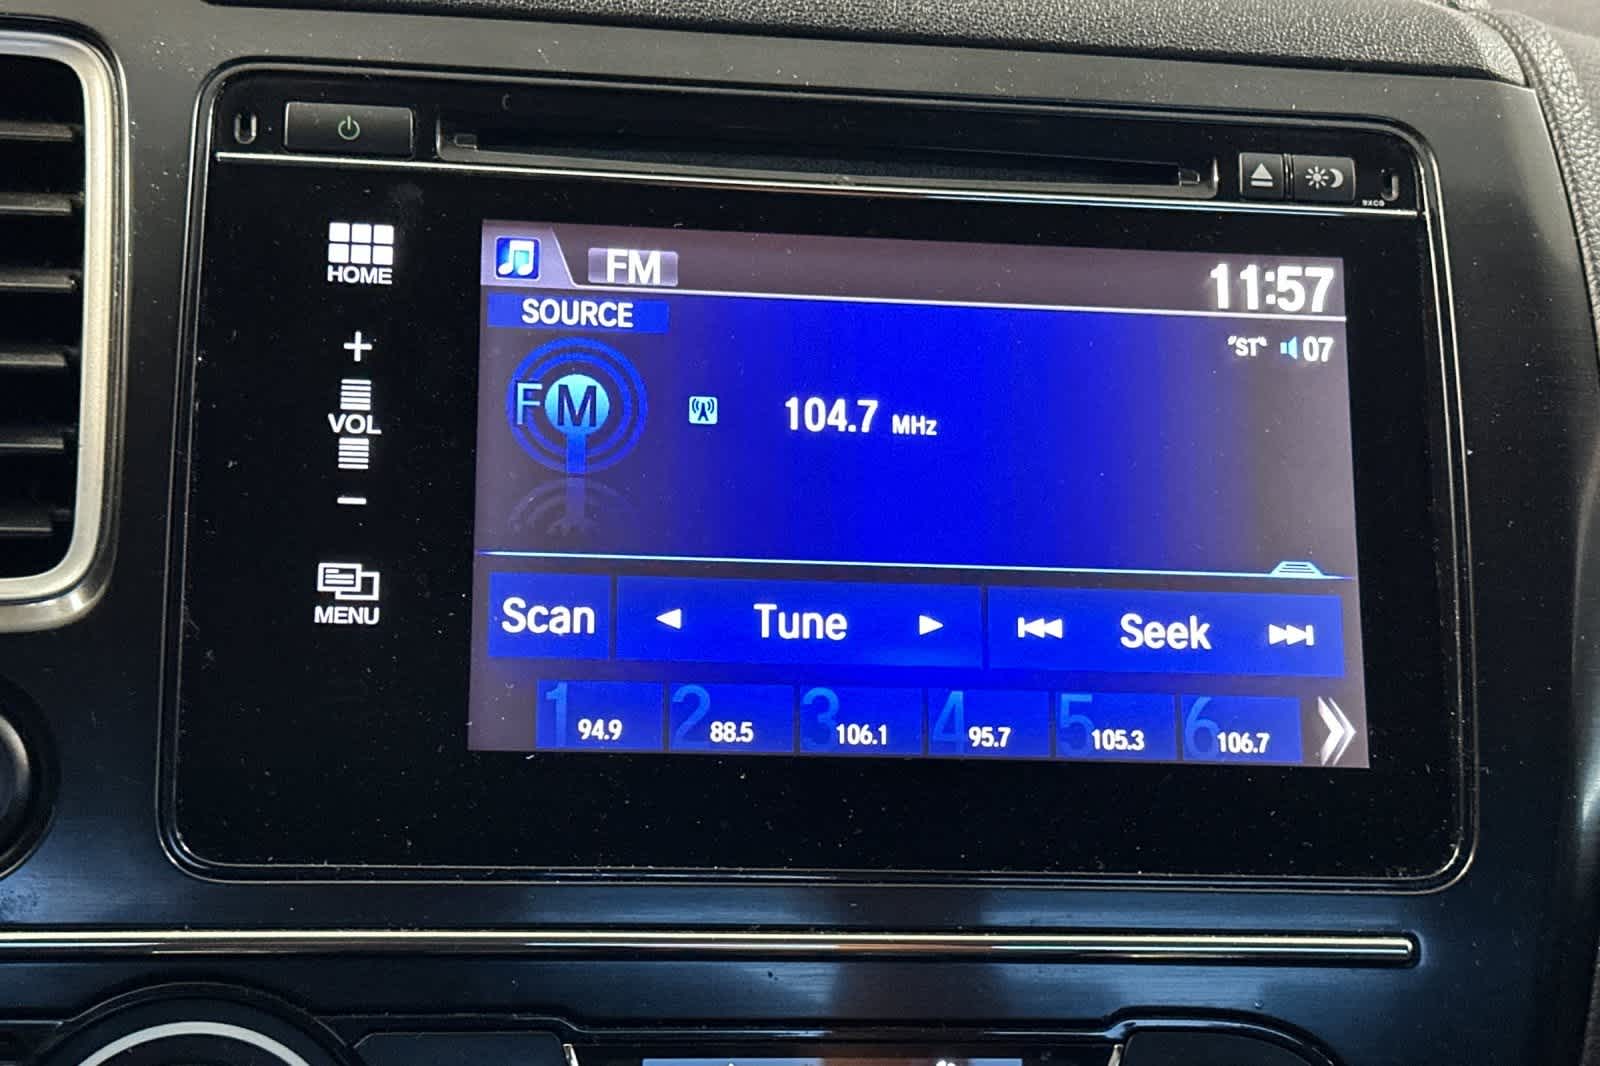 HOME
VOL
MENU
9XC0
FM
11:57
SOURCE
"ST" 07
FM
104.7 MHz
Scan
Tune
Seek
1 94.9
2 88.5
3 106.1
4 95.7
5 105.3
6 106.7